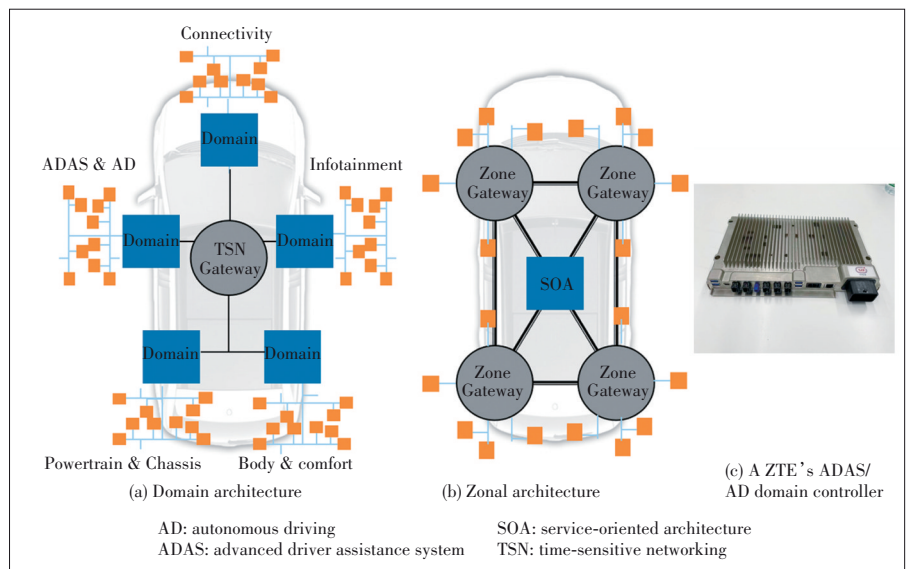 Connectivity
Domain
ADAS & AD
Infotainment
Domain
TSN
Gateway
Domain
Domain
Domain
Powertrain & Chassis
Body & comfort
(a) Domain architecture
Zone
Gateway
Zone
Gateway
SOA
Zone
Gateway
Zone
Gateway
(b) Zonal architecture
(c) A ZTE’s ADAS/
AD domain controller
AD: autonomous driving
ADAS: advanced driver assistance system
SOA: service-oriented architecture
TSN: time-sensitive networking